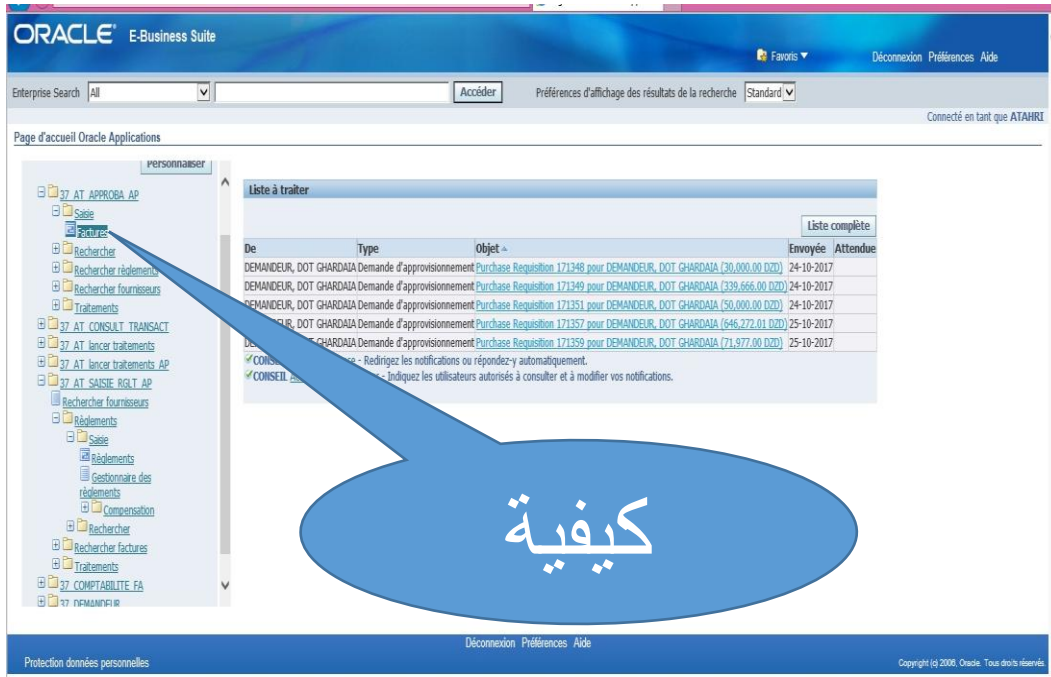 ORACLE E-Business Suite
Favoris Déconnexion Préférences Aide
Enterprise Search All Accéder Préférences d'affichage des résultats de la recherche Standard
Connecté en tant que ATAHRI
Page d'accueil Oracle Applications
Personnaliser
37_AT_APPROBA_AP
Saisie
Factures
Rechercher
Rechercher règlements
Rechercher fournisseurs
Traitements
37_AT_CONSULT_TRANSACT
37_AT_lancer traitements
37_AT_lancer traitements_AP
37_AT_SAISIE_RGLT_AP
Rechercher fournisseurs
Règlements
Saisie
Règlements
Gestionnaire des
règlements
Compensation
Rechercher
Rechercher factures
Traitements
37_COMPTABILITE_FA
37_DEMANDEUR
Liste à traiter
Liste complète
De Type Objet Envoyée Attendue
DEMANDEUR, DOT GHARDAIA Demande d'approvisionnement Purchase Requisition 171348 pour DEMANDEUR, DOT GHARDAIA (30,000.00 DZD) 24-10-2017
DEMANDEUR, DOT GHARDAIA Demande d'approvisionnement Purchase Requisition 171349 pour DEMANDEUR, DOT GHARDAIA (339,666.00 DZD) 24-10-2017
DEMANDEUR, DOT GHARDAIA Demande d'approvisionnement Purchase Requisition 171351 pour DEMANDEUR, DOT GHARDAIA (50,000.00 DZD) 24-10-2017
DEMANDEUR, DOT GHARDAIA Demande d'approvisionnement Purchase Requisition 171357 pour DEMANDEUR, DOT GHARDAIA (646,272.01 DZD) 25-10-2017
DOT GHARDAIA Demande d'approvisionnement Purchase Requisition 171359 pour DEMANDEUR, DOT GHARDAIA (71,977.00 DZD) 25-10-2017
- Redirigez les notifications ou répondez-y automatiquement.
CONSEIL - Indiquez les utilisateurs autorisés à consulter et à modifier vos notifications.
كيفية
Déconnexion Préférences Aide
Protection données personnelles
Copyright (c) 2006, Oracle. Tous droits réservés.